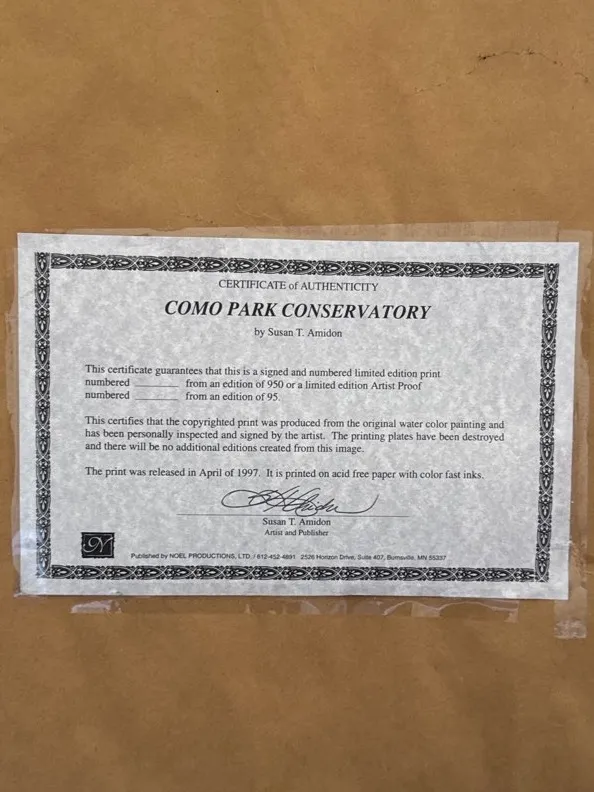 CERTIFICATE of AUTHENTICITY
COMO PARK CONSERVATORY
by Susan T. Amidon
This certificate guarantees that this is a signed and numbered limited edition print
numbered ________ from an edition of 950 or a limited edition Artist Proof
numbered ________ from an edition of 95.
This certifies that the copyrighted print was produced from the original water color painting and
has been personally inspected and signed by the artist. The printing plates have been destroyed
and there will be no additional editions created from this image.
The print was released in April of 1997. It is printed on acid free paper with color fast inks.
Susan T. Amidon
Artist and Publisher
Published by NOEL PRODUCTIONS, LTD. / 612-452-4891 2526 Horizon Drive, Suite 407, Burnsville, MN 55337